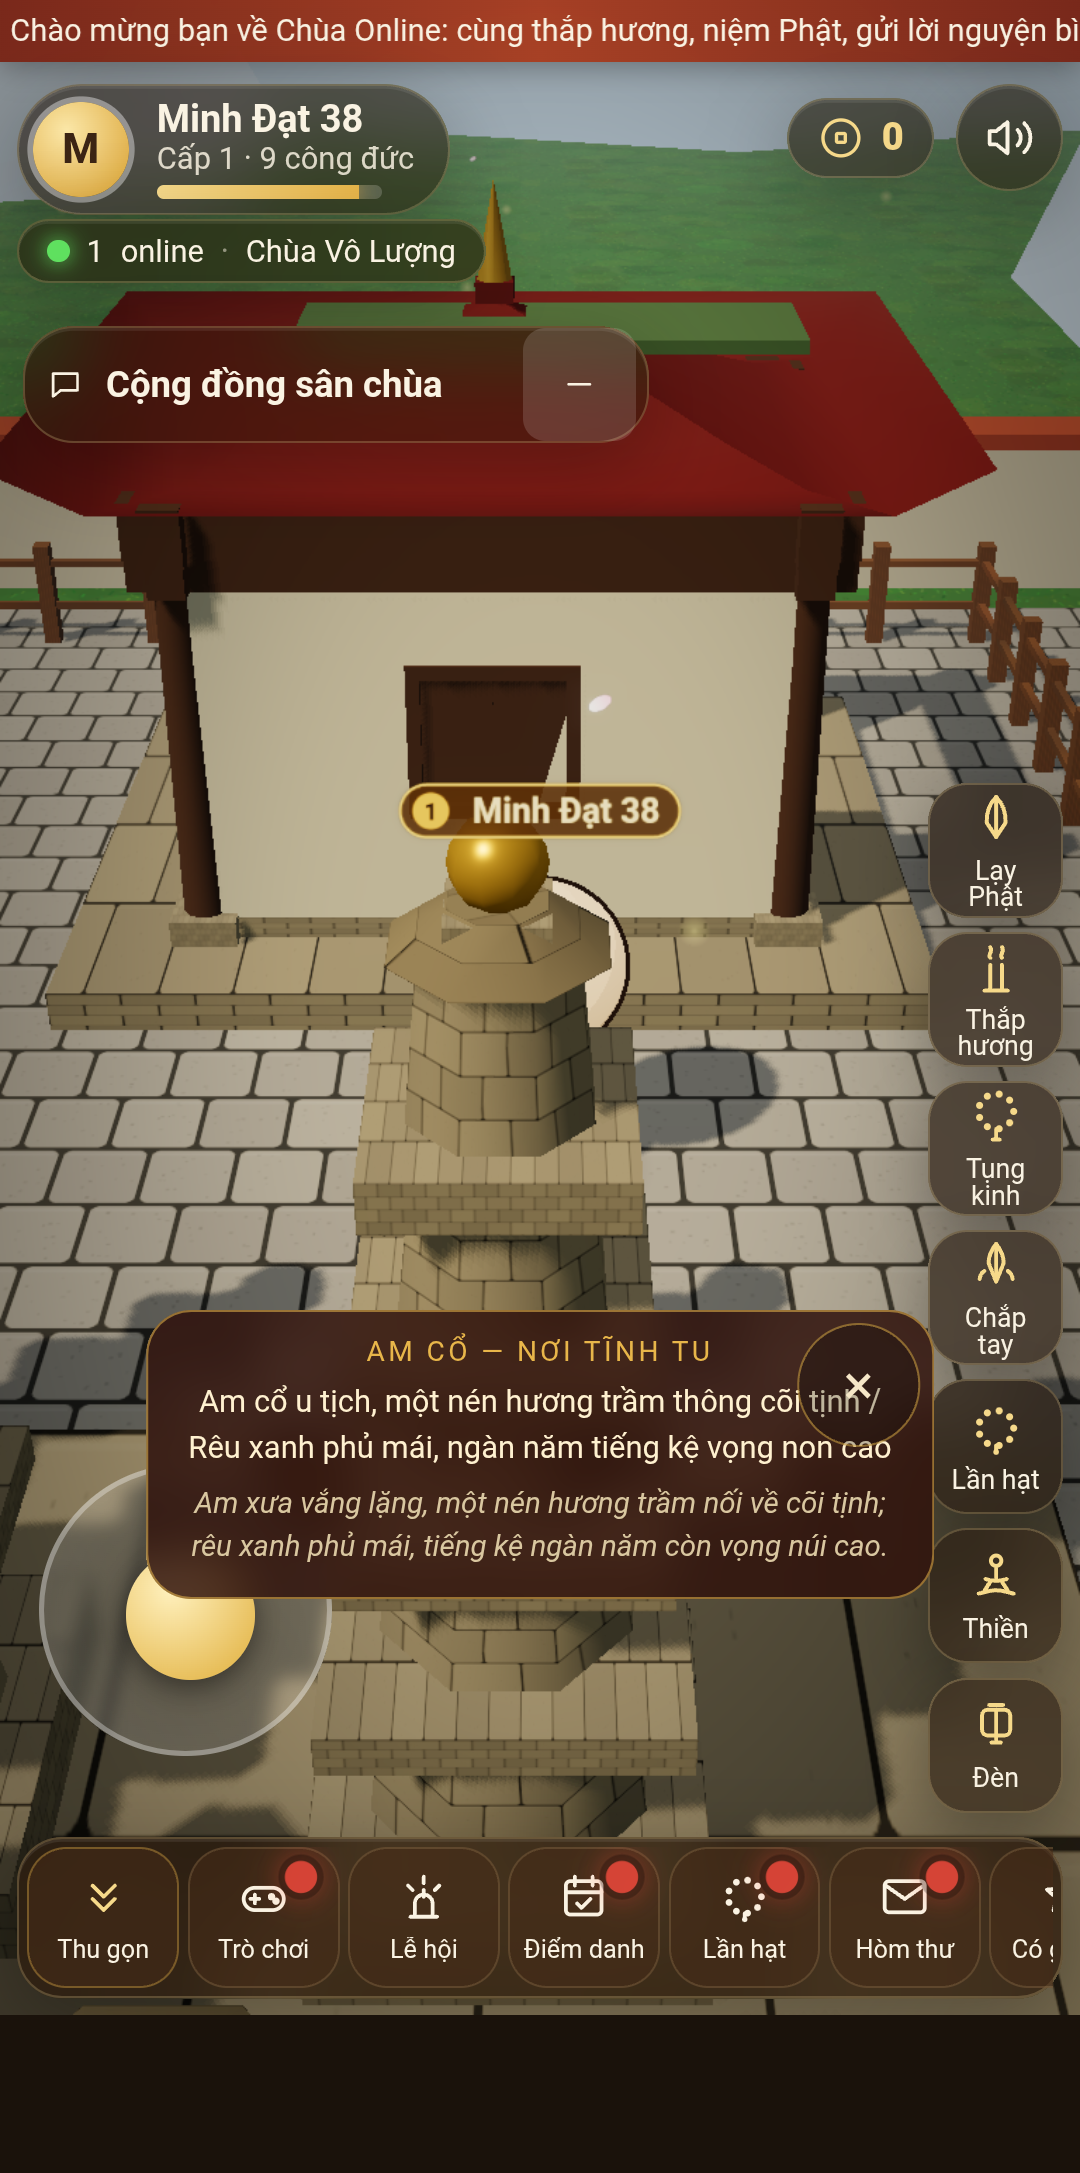 Chào mừng bạn về Chùa Online: cùng thắp hương, niệm Phật, gửi lời nguyện
M
Minh Đạt 38
Cấp 1 · 9 công đức
0
1 online · Chùa Vô Lượng
Cộng đồng sân chùa
1 Minh Đạt 38
Lạy
Phật
Thắp
hương
Tụng
kinh
Chắp
tay
AM CỔ — NƠI TĨNH TU
Am cổ u tịch, một nén hương trầm thông cõi tịnh /
Rêu xanh phủ mái, ngàn năm tiếng kệ vọng non cao
Am xưa vắng lặng, một nén hương trầm nối về cõi tịnh;
rêu xanh phủ mái, tiếng kệ ngàn năm còn vọng núi cao.
Lần hạt
Thiền
Đèn
Thu gọn
Trò chơi
Lễ hội
Điểm danh
Lần hạt
Hòm thư
Có